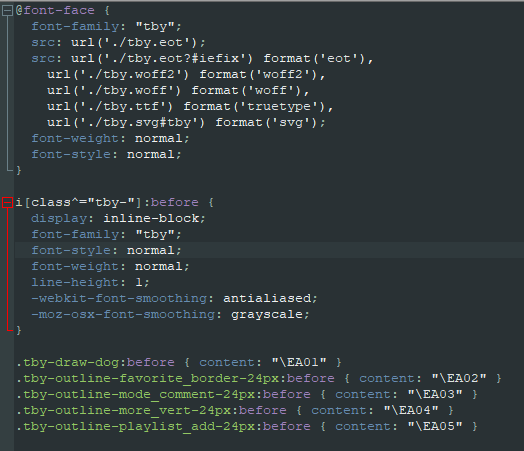 @font-face {
font-family: "tby";
src: url('./tby.eot');
src: url('./tby.eot?#iefix') format('eot'),
url('./tby.woff2') format('woff2'),
url('./tby.woff') format('woff'),
url('./tby.ttf') format('truetype'),
url('./tby.svg#tby') format('svg');
font-weight: normal;
font-style: normal;
}
i[class^="tby-"]:before {
display: inline-block;
font-family: "tby";
font-style: normal;
font-weight: normal;
line-height: 1;
-webkit-font-smoothing: antialiased;
-moz-osx-font-smoothing: grayscale;
}
.tby-draw-dog:before { content: "\EA01" }
.tby-outline-favorite_border-24px:before { content: "\EA02" }
.tby-outline-mode_comment-24px:before { content: "\EA03" }
.tby-outline-more_vert-24px:before { content: "\EA04" }
.tby-outline-playlist_add-24px:before { content: "\EA05" }